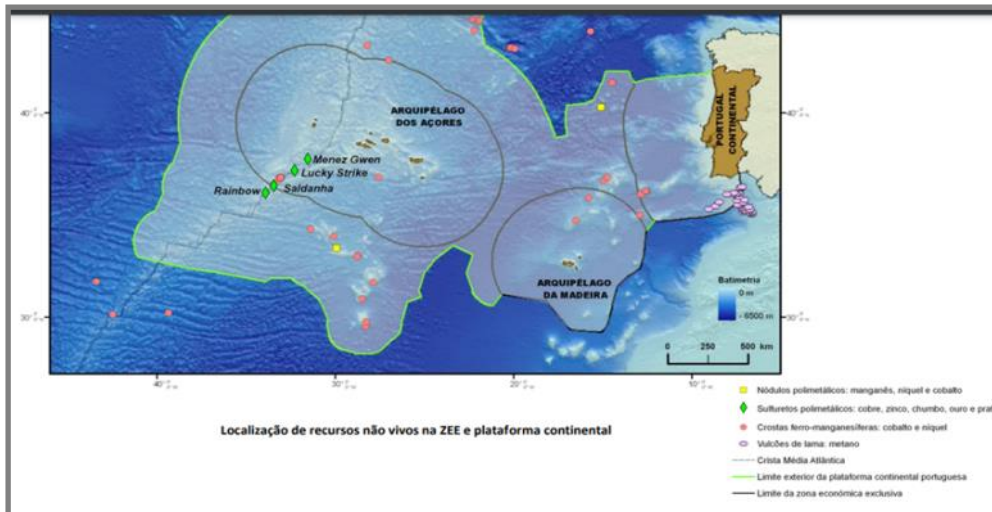 ARQUIPÉLAGO
DOS AÇORES
PORTUGAL
CONTINENTAL
40°
40°
Menez Gwen
Lucky Strike
Rainbow
Saldanha
ARQUIPÉLAGO
DA MADEIRA
Batimetria
0 m
- 6500 m
30°
30°
0 250 500 km
40°
30°
20°
10°
Localização de recursos não vivos na ZEE e plataforma continental
Nódulos polimetálicos: manganês, níquel e cobalto
Sulfuretos polimetálicos: cobre, zinco, chumbo, ouro e prat
Crostas ferro-manganesíferas: cobalto e níquel
Vulcões de lama: metano
Crista Média Atlântica
Limite exterior da plataforma continental portuguesa
Limite da zona económica exclusiva